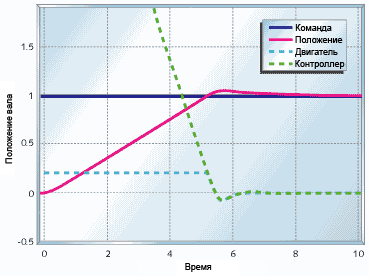 1.5
1
0.5
0
-0.5
Положение вала
Команда
Положение
Двигатель
Контроллер
0 2 4 6 8 10
Время